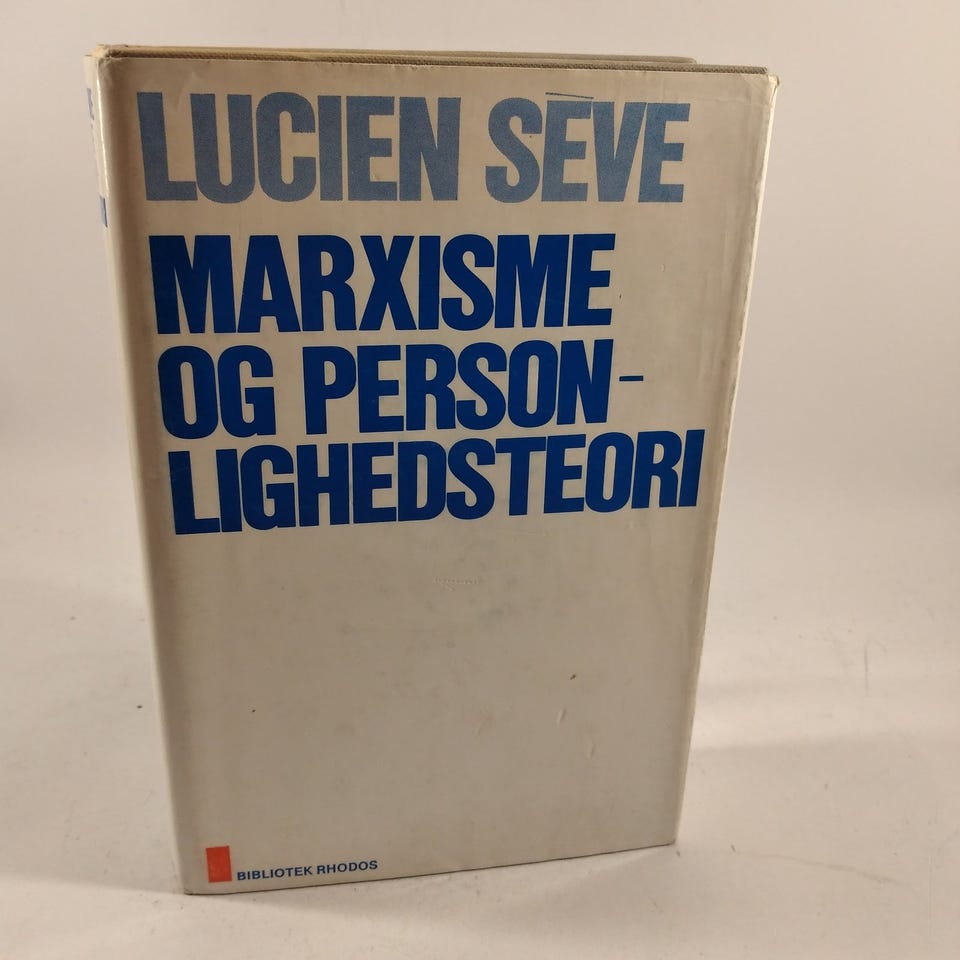 LUCIEN SÈVE
MARXISME
OG PERSON-
LIGHEDSTEORI
BIBLIOTEK RHODOS